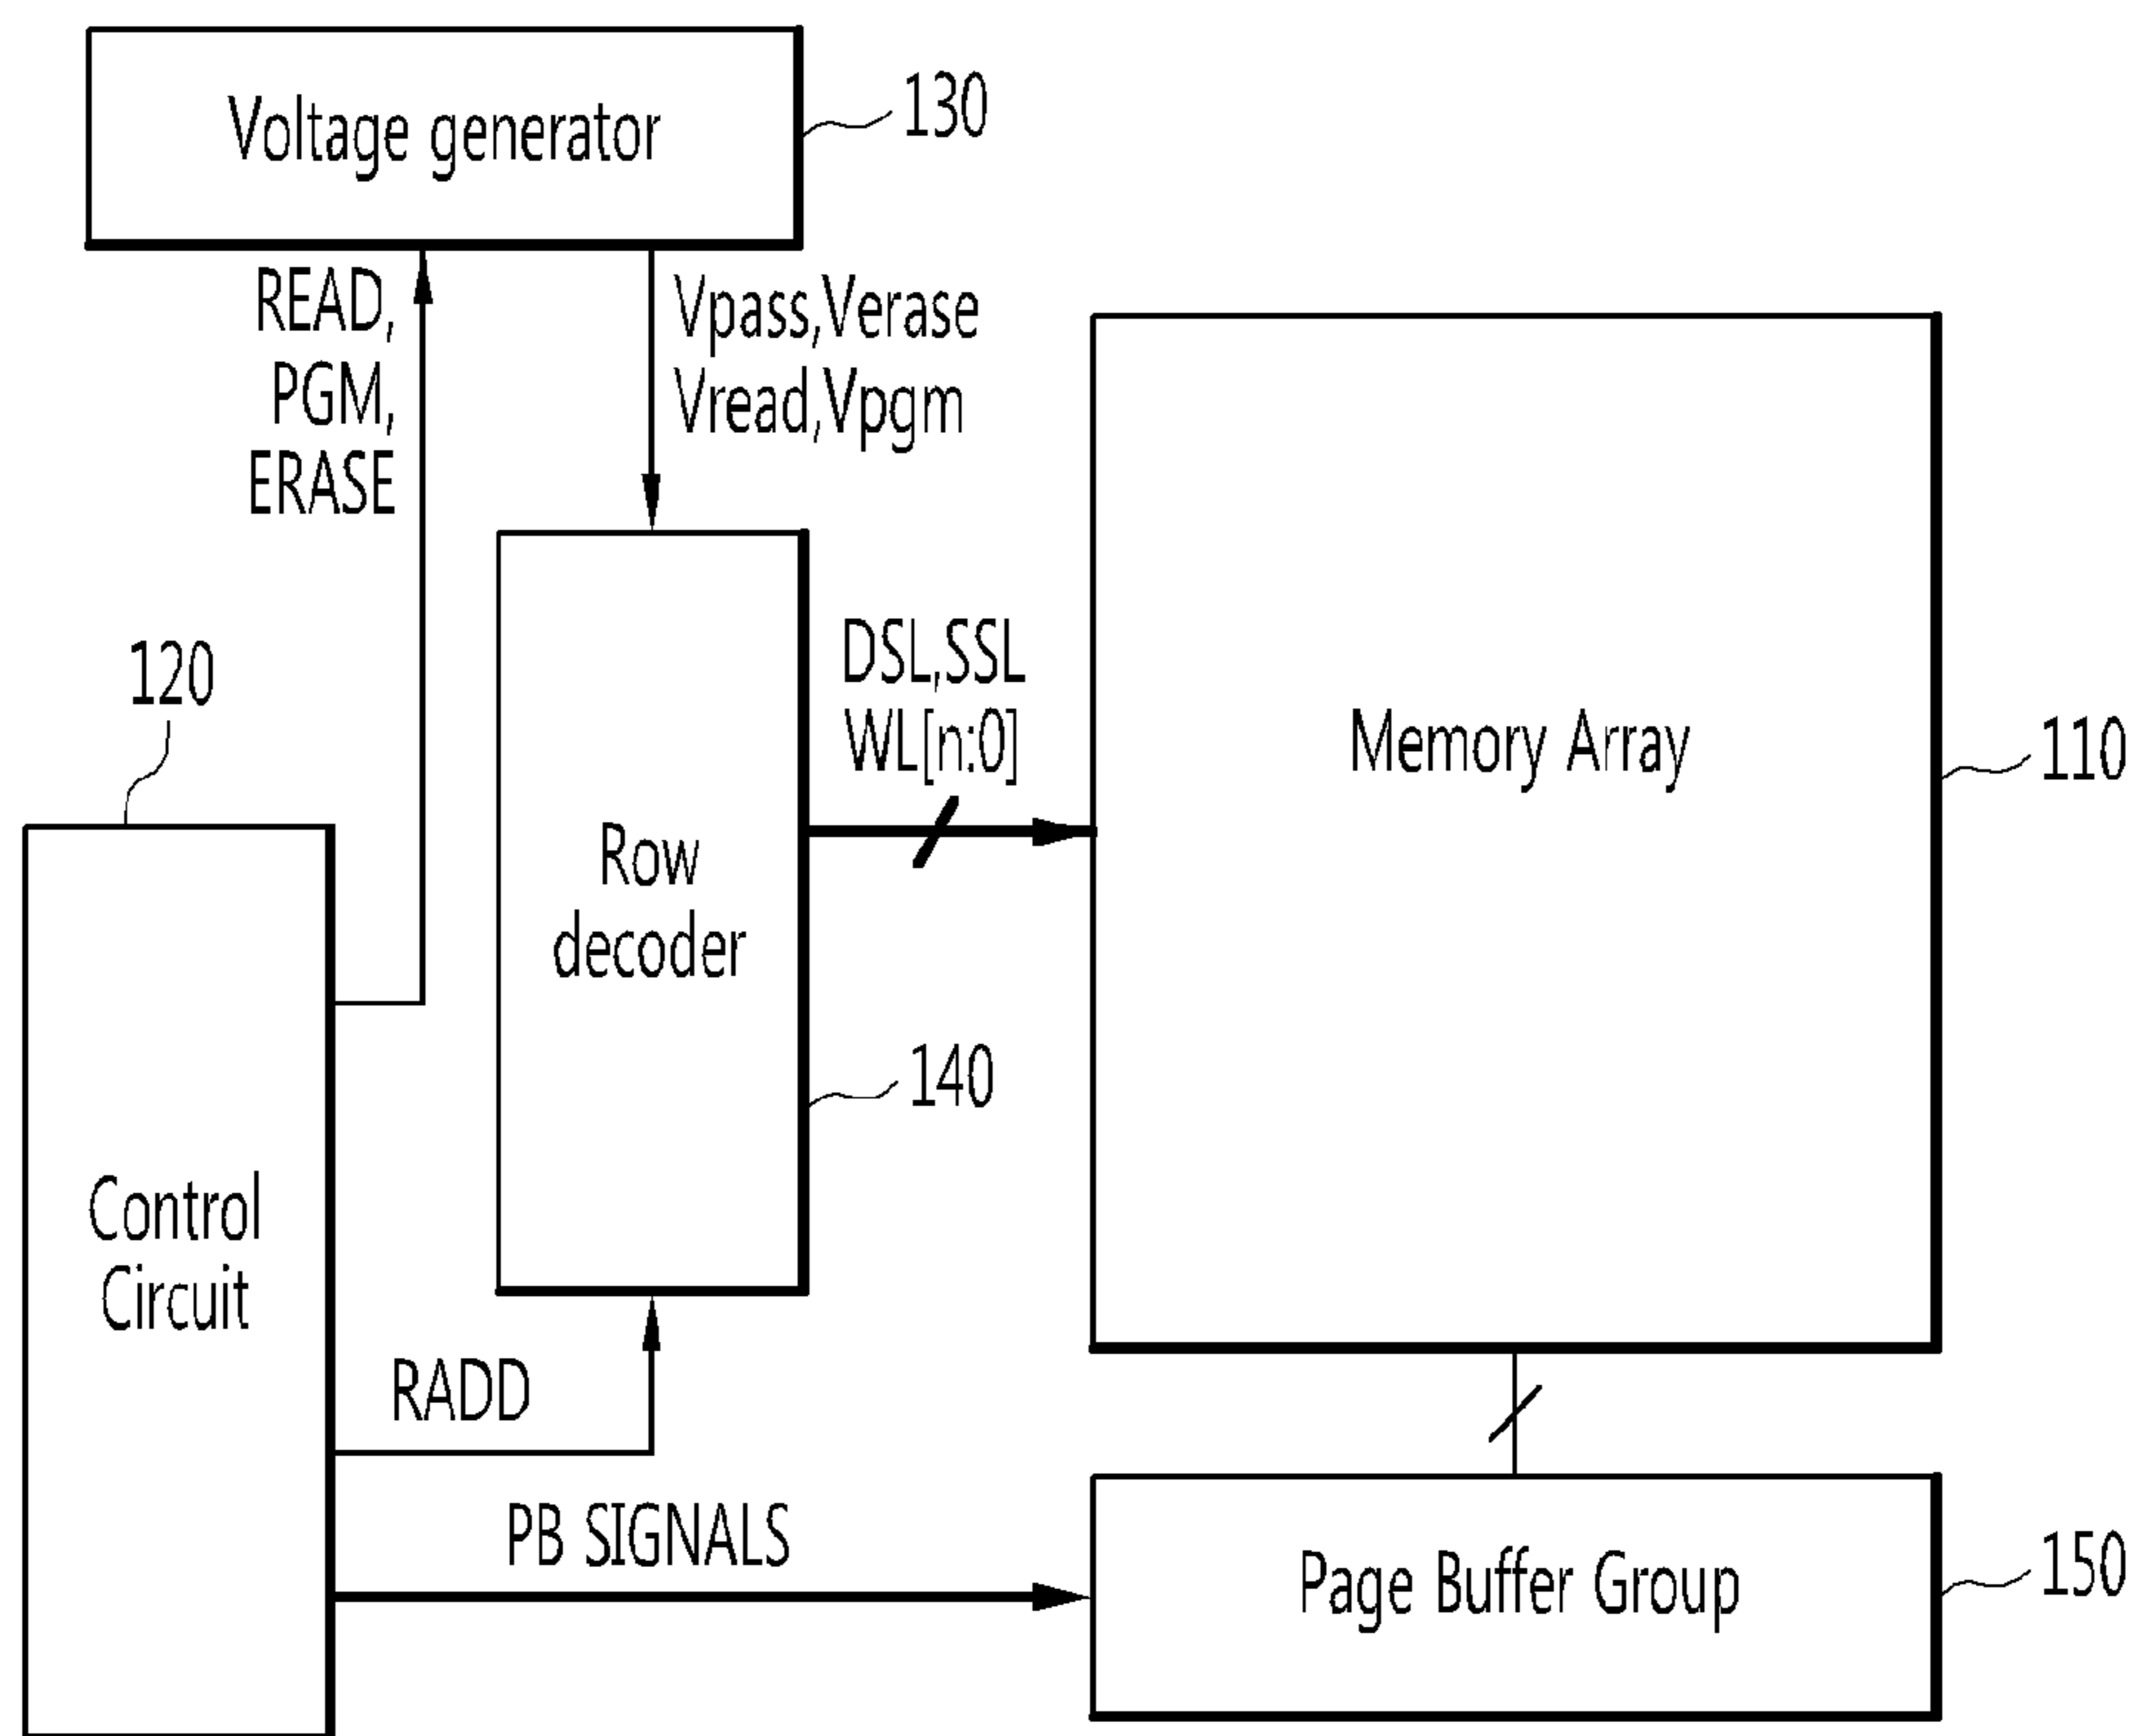 Voltage generator
130
READ,
PGM,
ERASE
Vpass,Verase
Vread,Vpgm
120
DSL,SSL
WL[n:0]
Memory Array
110
Row
decoder
140
Control
Circuit
RADD
PB SIGNALS
Page Buffer Group
150